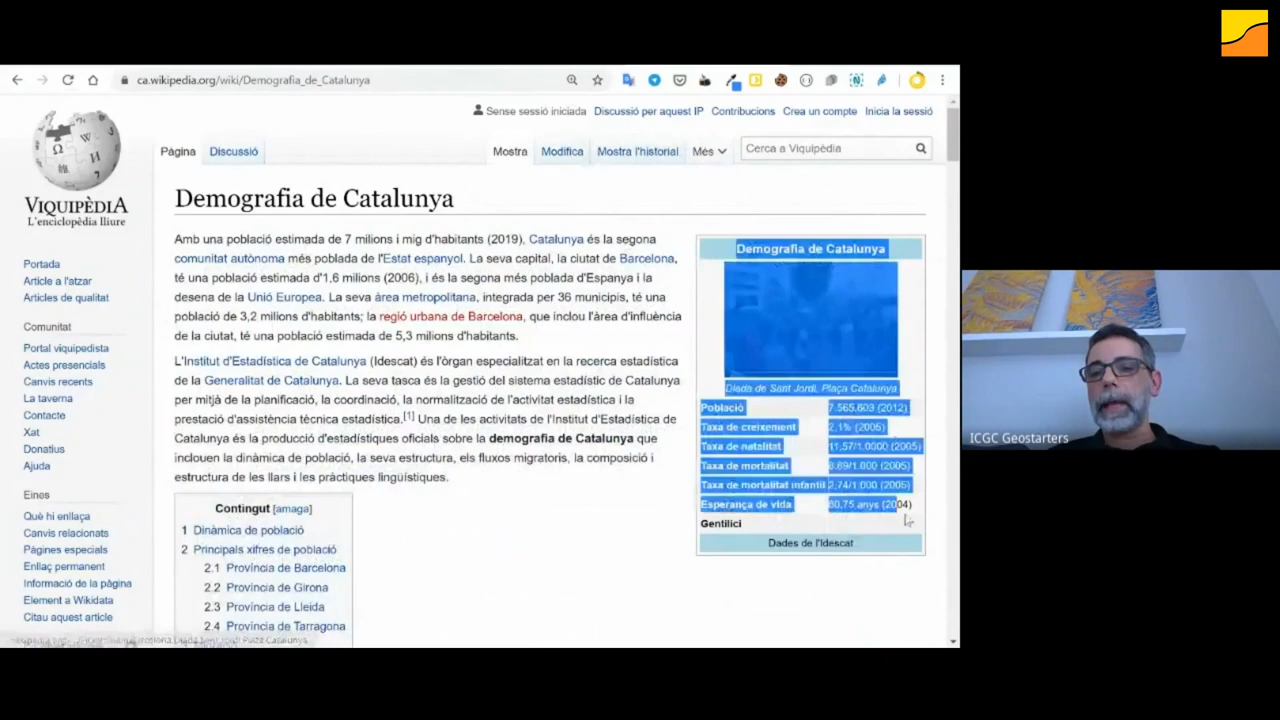 ca.wikipedia.org/wiki/Demografia_de_Catalunya
Sense sessió iniciada Discussió per aquest IP Contribucions Crea un compte Inicia la sessió
Pàgina Discussió Mostra Modifica Mostra l'historial Més Cerca a Viquipèdia
VIQUIPÈDIA
L'enciclopèdia lliure
Portada
Article a l'atzar
Articles de qualitat
Comunitat
Portal viquipedista
Actes presencials
Canvis recents
La taverna
Contacte
Xat
Donatius
Ajuda
Eines
Què hi enllaça
Canvis relacionats
Pàgines especials
Enllaç permanent
Informació de la pàgina
Element a Wikidata
Citau aquest article
Demografia de Catalunya
Amb una població estimada de 7 milions i mig d'habitants (2019), Catalunya és la segona
comunitat autònoma més poblada de l'Estat espanyol. La seva capital, la ciutat de Barcelona,
té una població estimada d'1,6 milions (2006), i és la segona més poblada d'Espanya i la
desena de la Unió Europea. La seva àrea metropolitana, integrada per 36 municipis, té una
població de 3,2 milions d'habitants; la regió urbana de Barcelona, que inclou l'àrea d'influència
de la ciutat, té una població estimada de 5,3 milions d'habitants.
L'Institut d'Estadística de Catalunya (Idescat) és l'òrgan especialitzat en la recerca estadística
de la Generalitat de Catalunya. La seva tasca és la gestió del sistema estadístic de Catalunya
per mitjà de la planificació, la coordinació, la normalització de l'activitat estadística i la
prestació d'assistència tècnica estadística.[1] Una de les activitats de l'Institut d'Estadística de
Catalunya és la producció d'estadístiques oficials sobre la demografia de Catalunya que
inclouen la dinàmica de població, la seva estructura, els fluxos migratoris, la composició i
estructura de les llars i les pràctiques lingüístiques.
Contingut [amaga]
1 Dinàmica de població
2 Principals xifres de població
2.1 Província de Barcelona
2.2 Província de Girona
2.3 Província de Lleida
2.4 Província de Tarragona
Demografia de Catalunya
Diada de Sant Jordi, Plaça Catalunya
Població 7.565.603 (2012)
Taxa de creixement 2,1% (2005)
Taxa de natalitat 11,57/1.0000 (2005)
Taxa de mortalitat 8.89/1.000 (2005)
Taxa de mortalitat infantil 2,74/1.000 (2005)
Esperança de vida 80,75 anys (2004)
Gentilici
Dades de l'Idescat
ICGC Geostarters